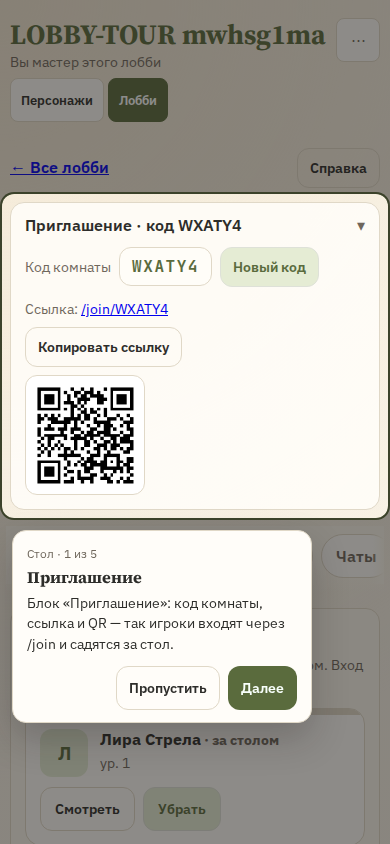 LOBBY-TOUR mwhsg1ma
...
Вы мастер этого лобби
Персонажи
Лобби
← Все лобби
Справка
Приглашение · код WXATY4
▼
Код комнаты
WXATY4
Новый код
Ссылка: /join/WXATY4
Копировать ссылку
Стол · 1 из 5
Чаты
Приглашение
Блок «Приглашение»: код комнаты,
ссылка и QR — так игроки входят через
/join и садятся за стол.
Вход
Пропустить
Далее
Л
Лира Стрела · за столом
ур. 1
Смотреть
Убрать